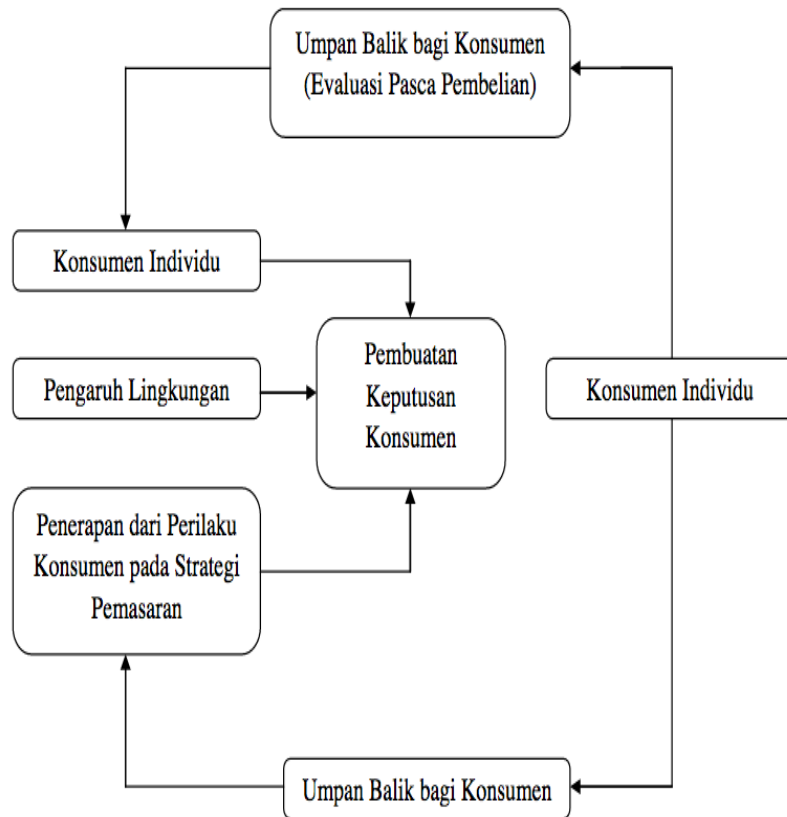 Umpan Balik bagi Konsumen
(Evaluasi Pasca Pembelian)
Konsumen Individu
Pengaruh Lingkungan
Pembuatan
Keputusan
Konsumen
Konsumen Individu
Penerapan dari Perilaku
Konsumen pada Strategi
Pemasaran
Umpan Balik bagi Konsumen